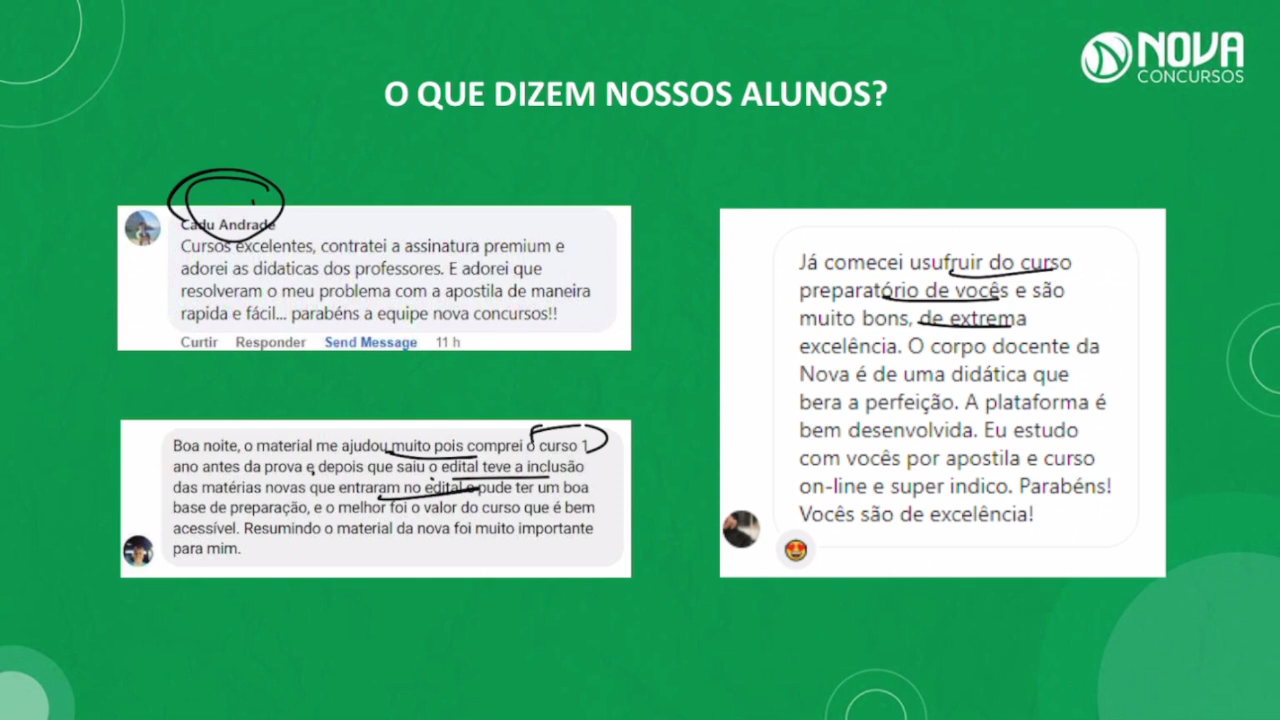 NOVA
CONCURSOS
O QUE DIZEM NOSSOS ALUNOS?
Cadu Andrade
Cursos excelentes, contratei a assinatura premium e
adorei as didaticas dos professores. E adorei que
resolveram o meu problema com a apostila de maneira
rapida e fácil... parabéns a equipe nova concursos!!
Curtir Responder Send Message 11 h
Boa noite, o material me ajudou muito pois comprei o curso 1
ano antes da prova e depois que saiu o edital teve a inclusão
das matérias novas que entraram no edital e pude ter um boa
base de preparação, e o melhor foi o valor do curso que é bem
acessível. Resumindo o material da nova foi muito importante
para mim.
Já comecei usufruir do curso
preparatório de vocês e são
muito bons, de extrema
excelência. O corpo docente da
Nova é de uma didática que
bera a perfeição. A plataforma é
bem desenvolvida. Eu estudo
com vocês por apostila e curso
on-line e super indico. Parabéns!
Vocês são de excelência!